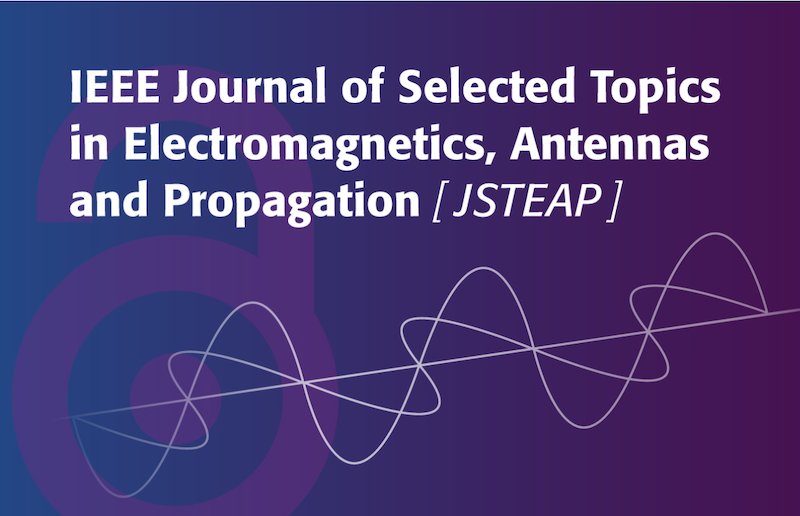 IEEE Journal of Selected Topics
in Electromagnetics, Antennas
and Propagation [ JSTEAP ]